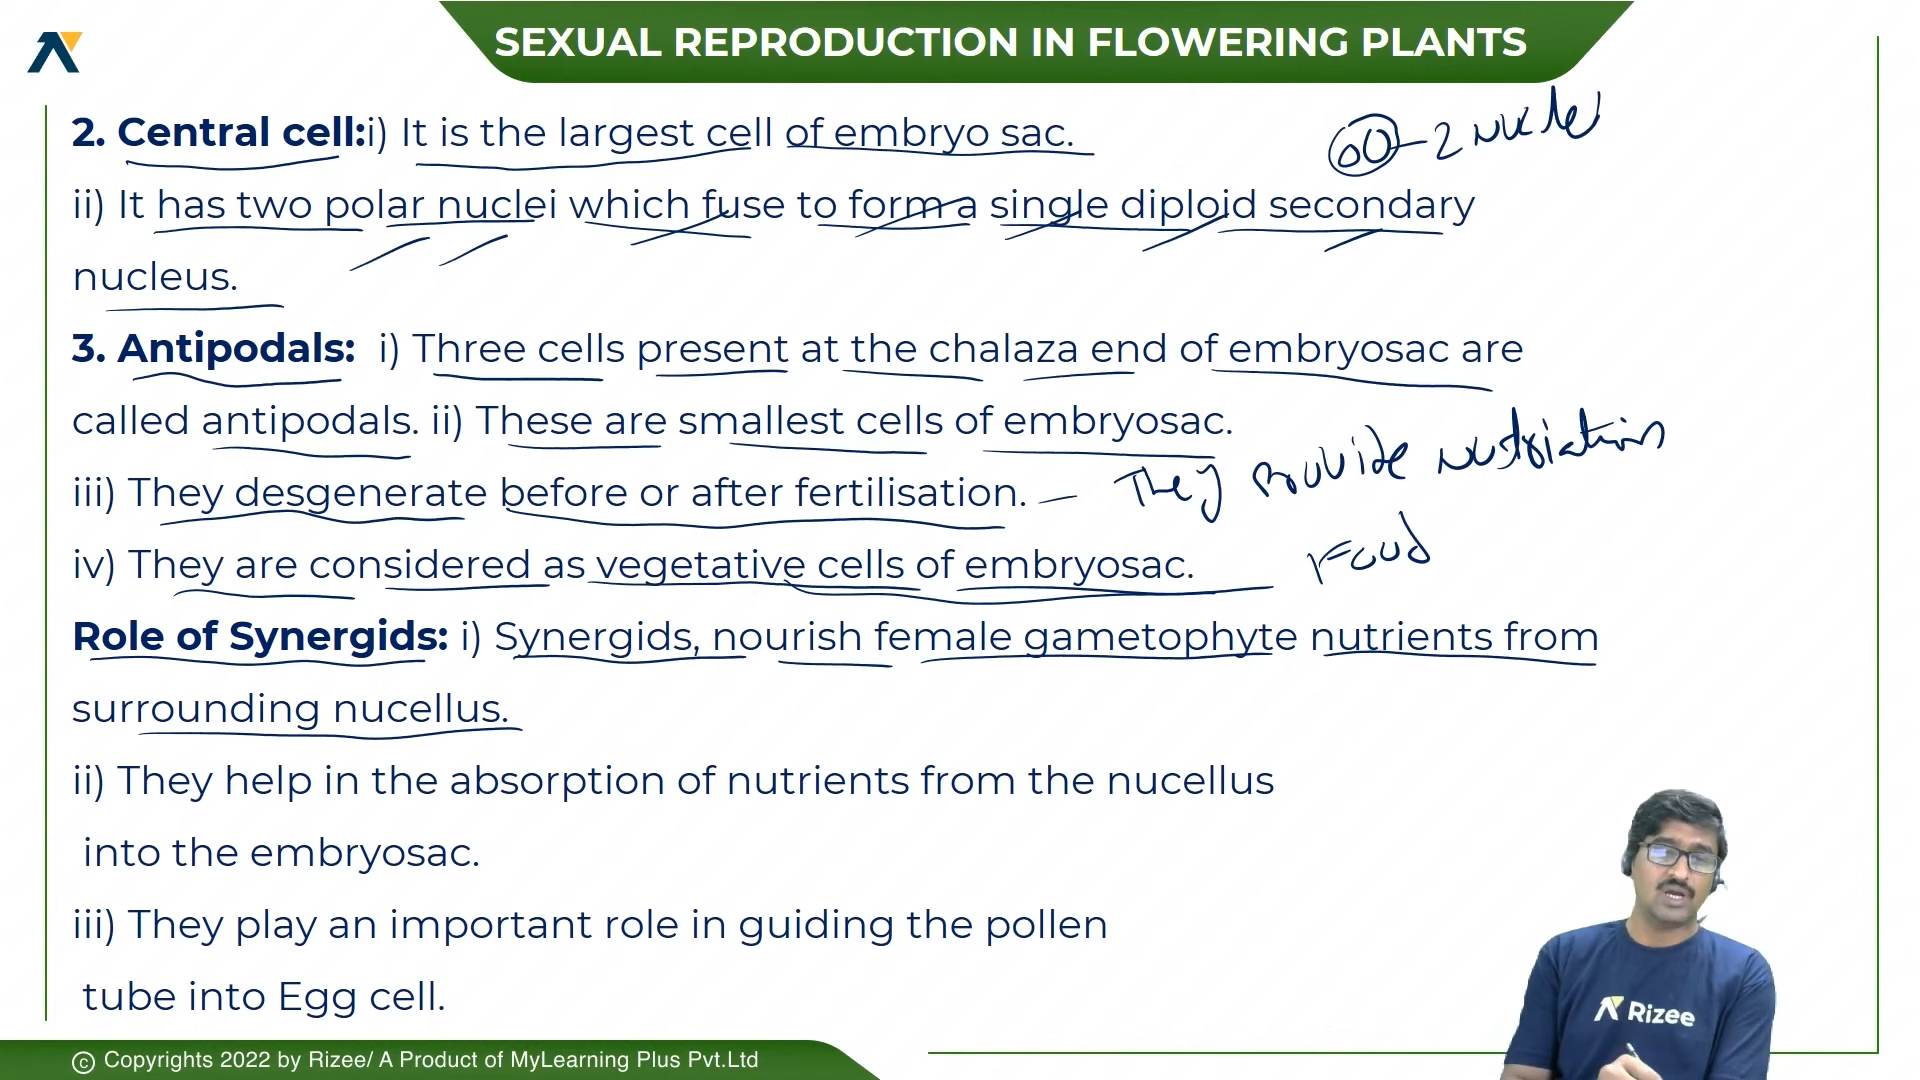 SEXUAL REPRODUCTION IN FLOWERING PLANTS
2. Central cell:i) It is the largest cell of embryo sac.
2 nuclei
ii) It has two polar nuclei which fuse to form a single diploid secondary
nucleus.
3. Antipodals: i) Three cells present at the chalaza end of embryosac are
called antipodals. ii) These are smallest cells of embryosac.
iii) They desgenerate before or after fertilisation. — They provide
iv) They are considered as vegetative cells of embryosac.
Food
Role of Synergids: i) Synergids, nourish female gametophyte nutrients from
surrounding nucellus.
ii) They help in the absorption of nutrients from the nucellus
into the embryosac.
iii) They play an important role in guiding the pollen
tube into Egg cell.
Rizee
© Copyrights 2022 by Rizee/ A Product of MyLearning Plus Pvt.Ltd